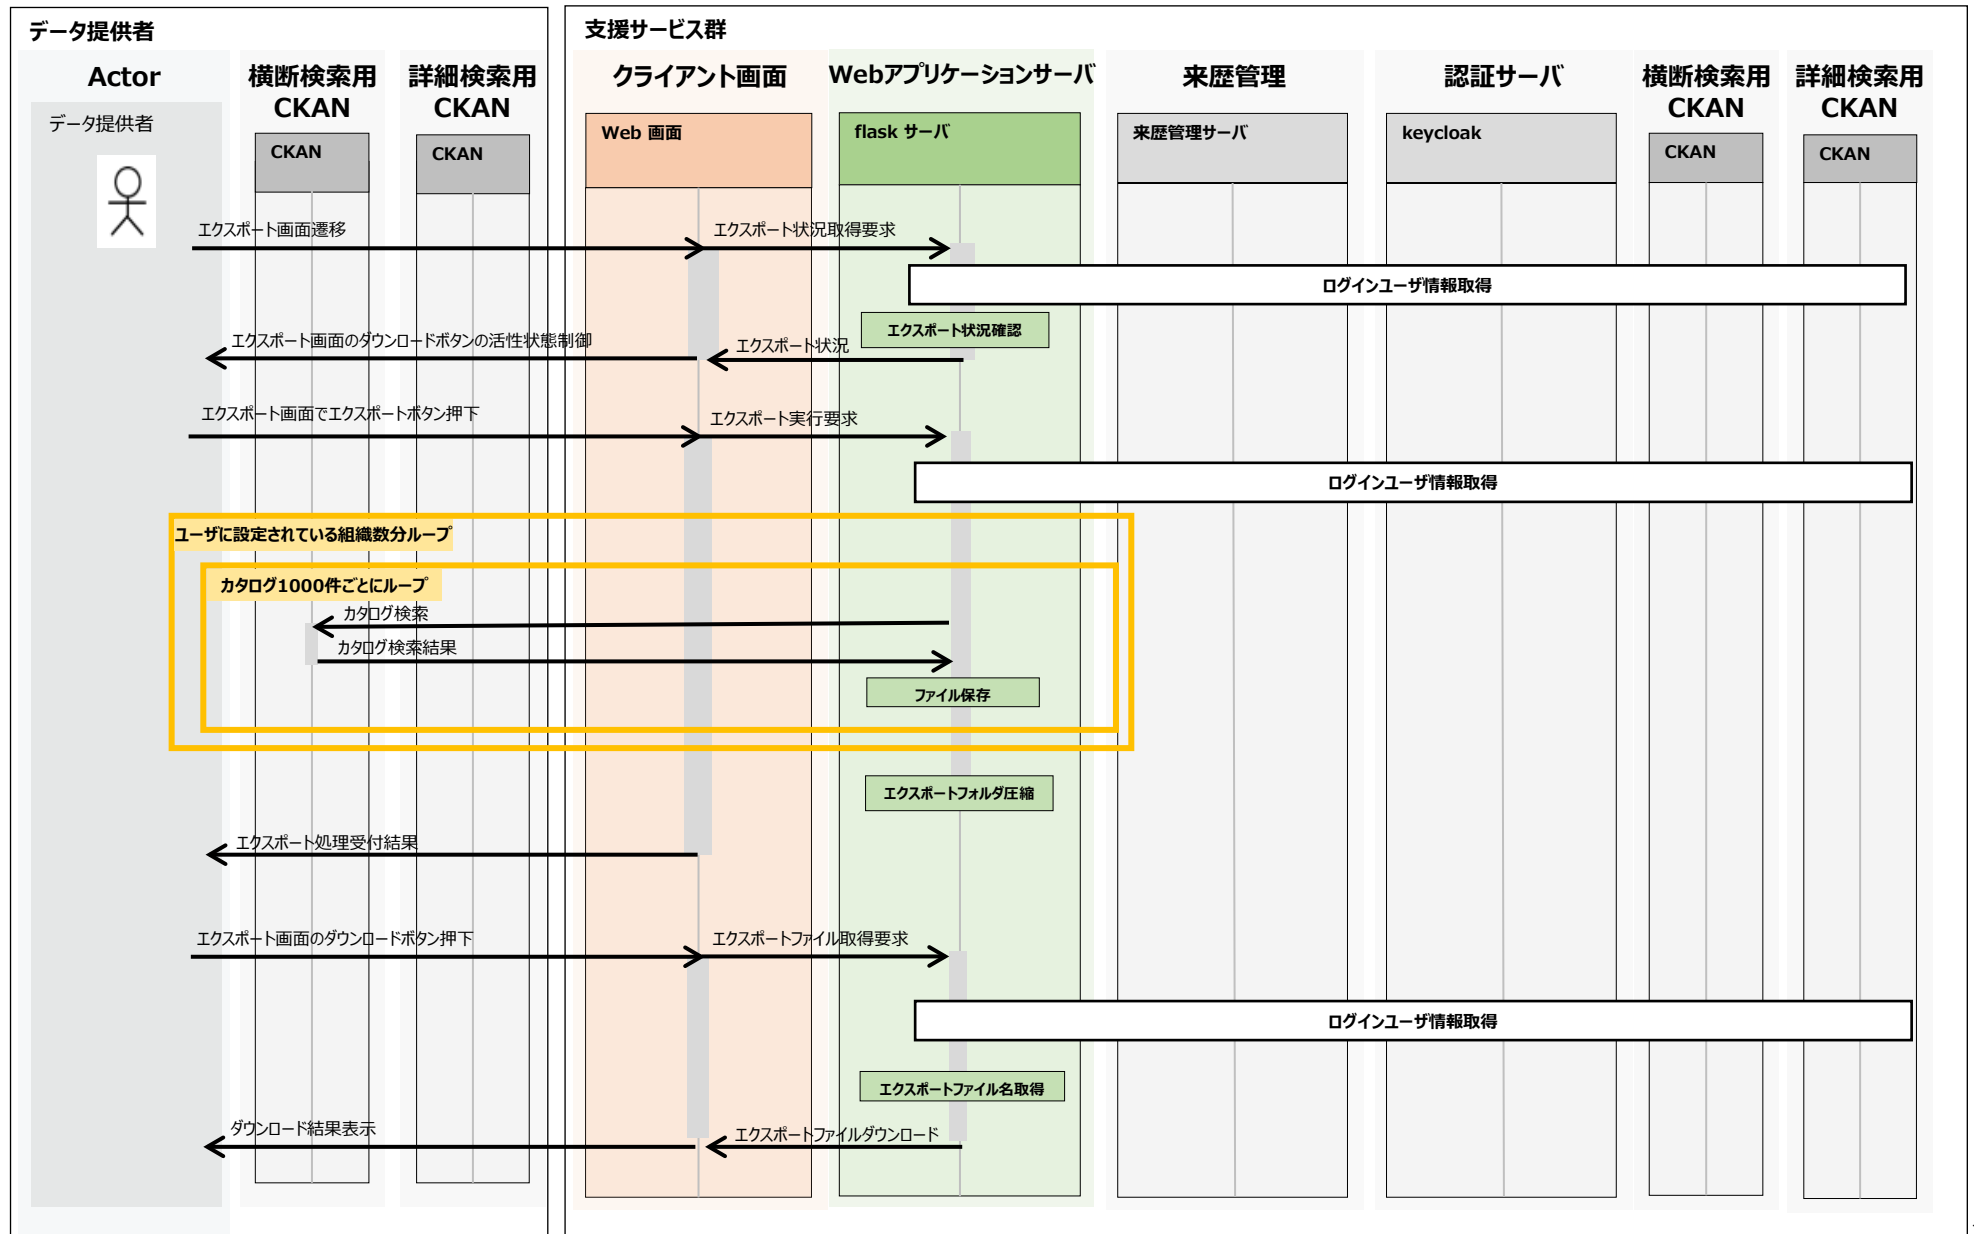 データ提供者
支援サービス群
Actor
横断検索用
CKAN
詳細検索用
CKAN
クライアント画面
Webアプリケーションサーバ
来歴管理
認証サーバ
横断検索用
CKAN
詳細検索用
CKAN
データ提供者
CKAN
CKAN
Web 画面
flask サーバ
来歴管理サーバ
keycloak
CKAN
CKAN
エクスポート画面遷移
エクスポート状況取得要求
ログインユーザ情報取得
エクスポート状況確認
エクスポート画面のダウンロードボタンの活性状態制御
エクスポート状況
エクスポート画面でエクスポートボタン押下
エクスポート実行要求
ログインユーザ情報取得
ユーザに設定されている組織数分ループ
カタログ1000件ごとにループ
カタログ検索
カタログ検索結果
ファイル保存
エクスポートフォルダ圧縮
エクスポート処理受付結果
エクスポート画面のダウンロードボタン押下
エクスポートファイル取得要求
ログインユーザ情報取得
エクスポートファイル名取得
ダウンロード結果表示
エクスポートファイルダウンロード